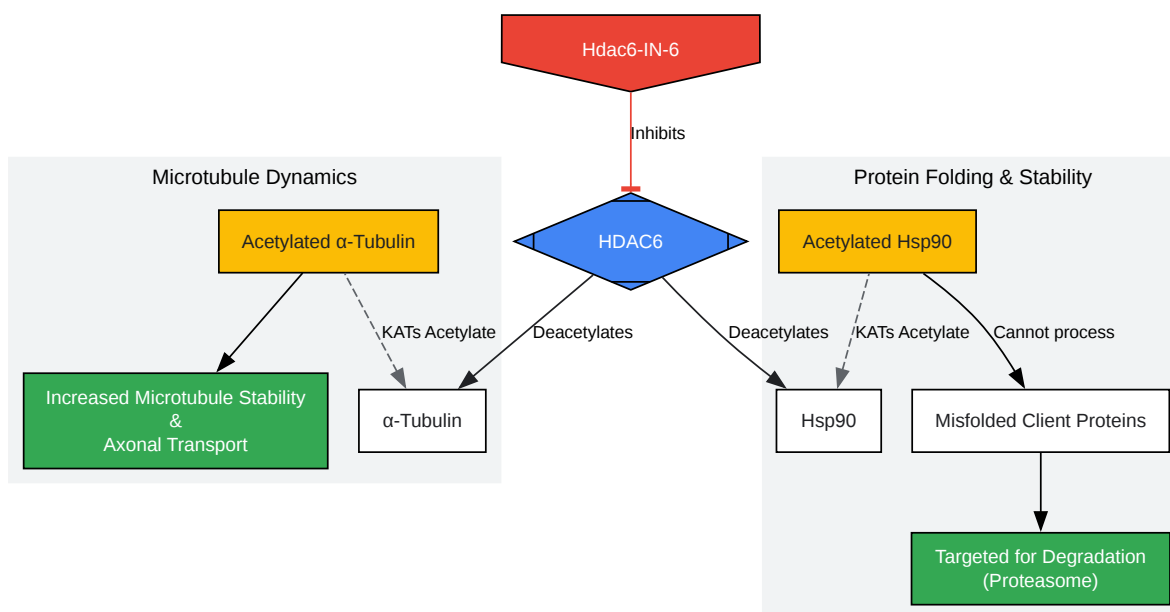 Hdac6-IN-6
Inhibits
Microtubule Dynamics
Protein Folding & Stability
Acetylated α-Tubulin
HDAC6
Acetylated Hsp90
KATs Acetylate
Deacetylates
Deacetylates
KATs Acetylate
Cannot process
Increased Microtubule Stability
&
Axonal Transport
α-Tubulin
Hsp90
Misfolded Client Proteins
Targeted for Degradation
(Proteasome)